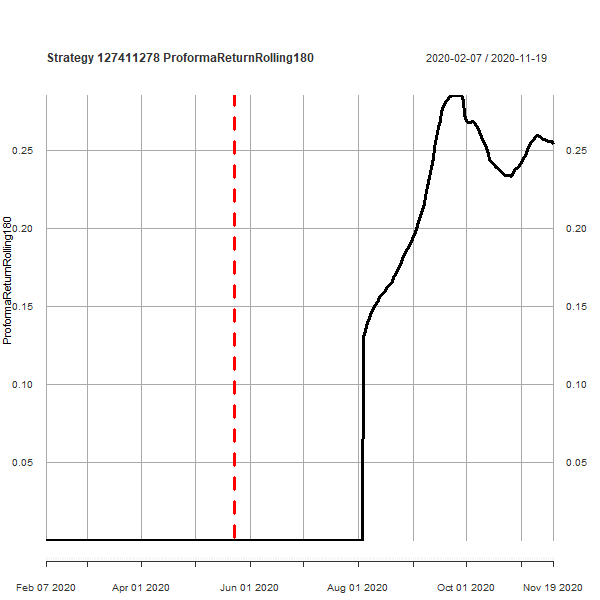 Strategy 127411278 ProformaReturnRolling180
2020-02-07 / 2020-11-19
ProformaReturnRolling180
0.25
0.20
0.15
0.10
0.05
0.25
0.20
0.15
0.10
0.05
Feb 07 2020
Apr 01 2020
Jun 01 2020
Aug 01 2020
Oct 01 2020
Nov 19 2020